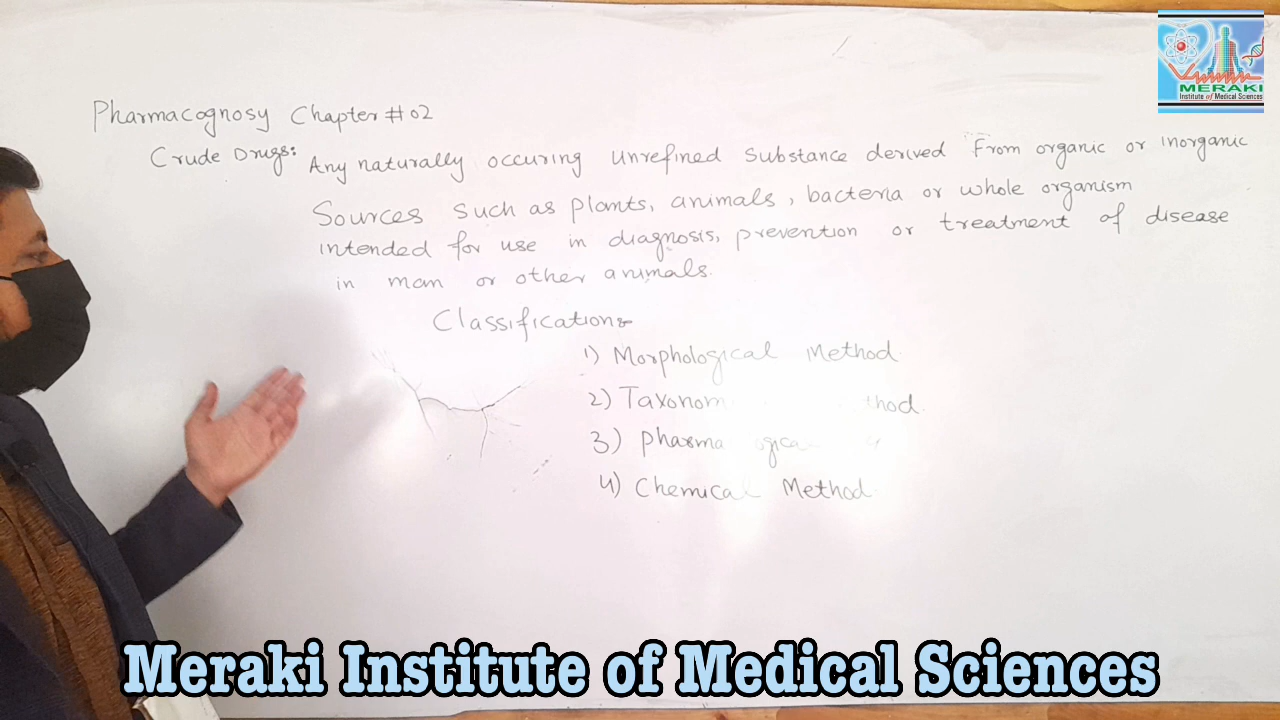 MERAKI
Institute of Medical Sciences
Pharmacognosy Chapter # 02
Crude Drugs: Any naturally occuring unrefined substance derived From organic or inorganic
Sources such as plants, animals, bacteria or whole organism
intended for use in diagnosis, prevention or treatment of disease
in man or other animals.
Classification:
1) Morphological Method.
2)
3)
4) Chemical Method.
Meraki Institute of Medical Sciences